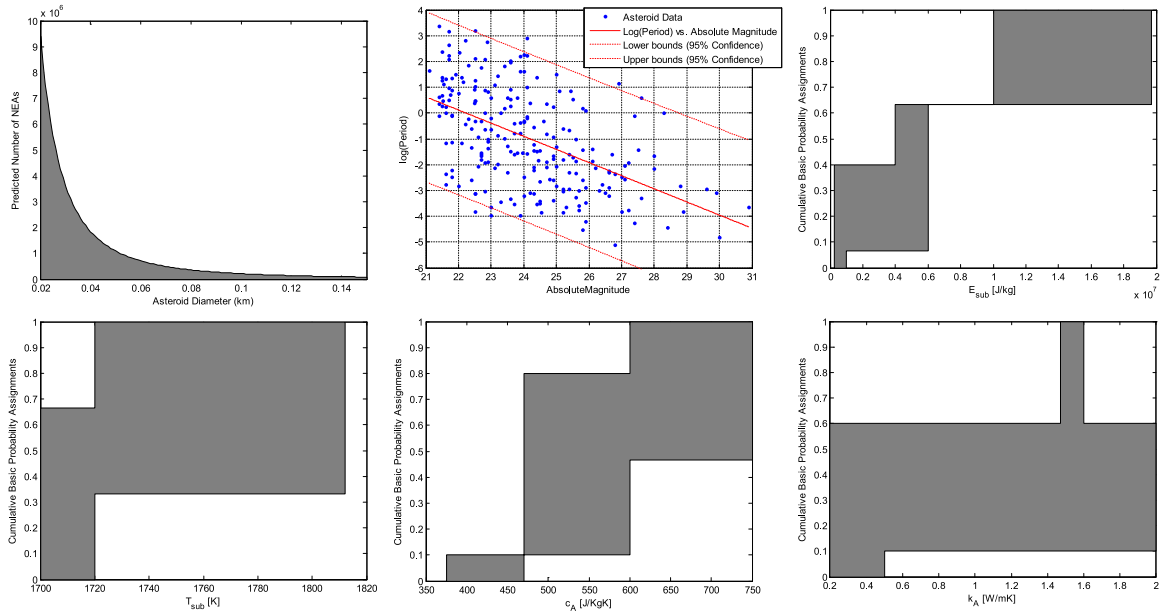 x 10^6
10
9
8
7
6
5
4
3
2
1
0
0.02 0.04 0.06 0.08 0.1 0.12 0.14
Predicted Number of NEAs
Asteroid Diameter (km)
4
3
2
1
0
-1
-2
-3
-4
-5
-6
21 22 23 24 25 26 27 28 29 30 31
log(Period)
AbsoluteMagnitude
Asteroid Data
Log(Period) vs. Absolute Magnitude
Lower bounds (95% Confidence)
Upper bounds (95% Confidence)
1
0.9
0.8
0.7
0.6
0.5
0.4
0.3
0.2
0.1
0
0 0.2 0.4 0.6 0.8 1 1.2 1.4 1.6 1.8 2
x 10^7
Cumulative Basic Probability Assignments
E_sub [J/kg]
1
0.9
0.8
0.7
0.6
0.5
0.4
0.3
0.2
0.1
0
1700 1720 1740 1760 1780 1800 1820
Cumulative Basic Probability Assignments
T_sub [K]
1
0.9
0.8
0.7
0.6
0.5
0.4
0.3
0.2
0.1
0
350 400 450 500 550 600 650 700 750
Cumulative Basic Probability Assignments
c_A [J/KgK]
1
0.9
0.8
0.7
0.6
0.5
0.4
0.3
0.2
0.1
0
0.2 0.4 0.6 0.8 1 1.2 1.4 1.6 1.8 2
Cumulative Basic Probability Assignments
k_A [W/mK]